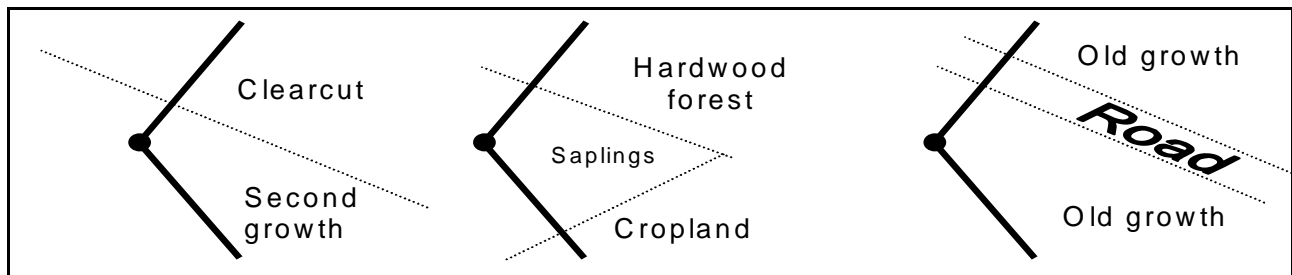 Clearcut
Second
growth
Hardwood
forest
Saplings
Cropland
Old growth
Road
Old growth